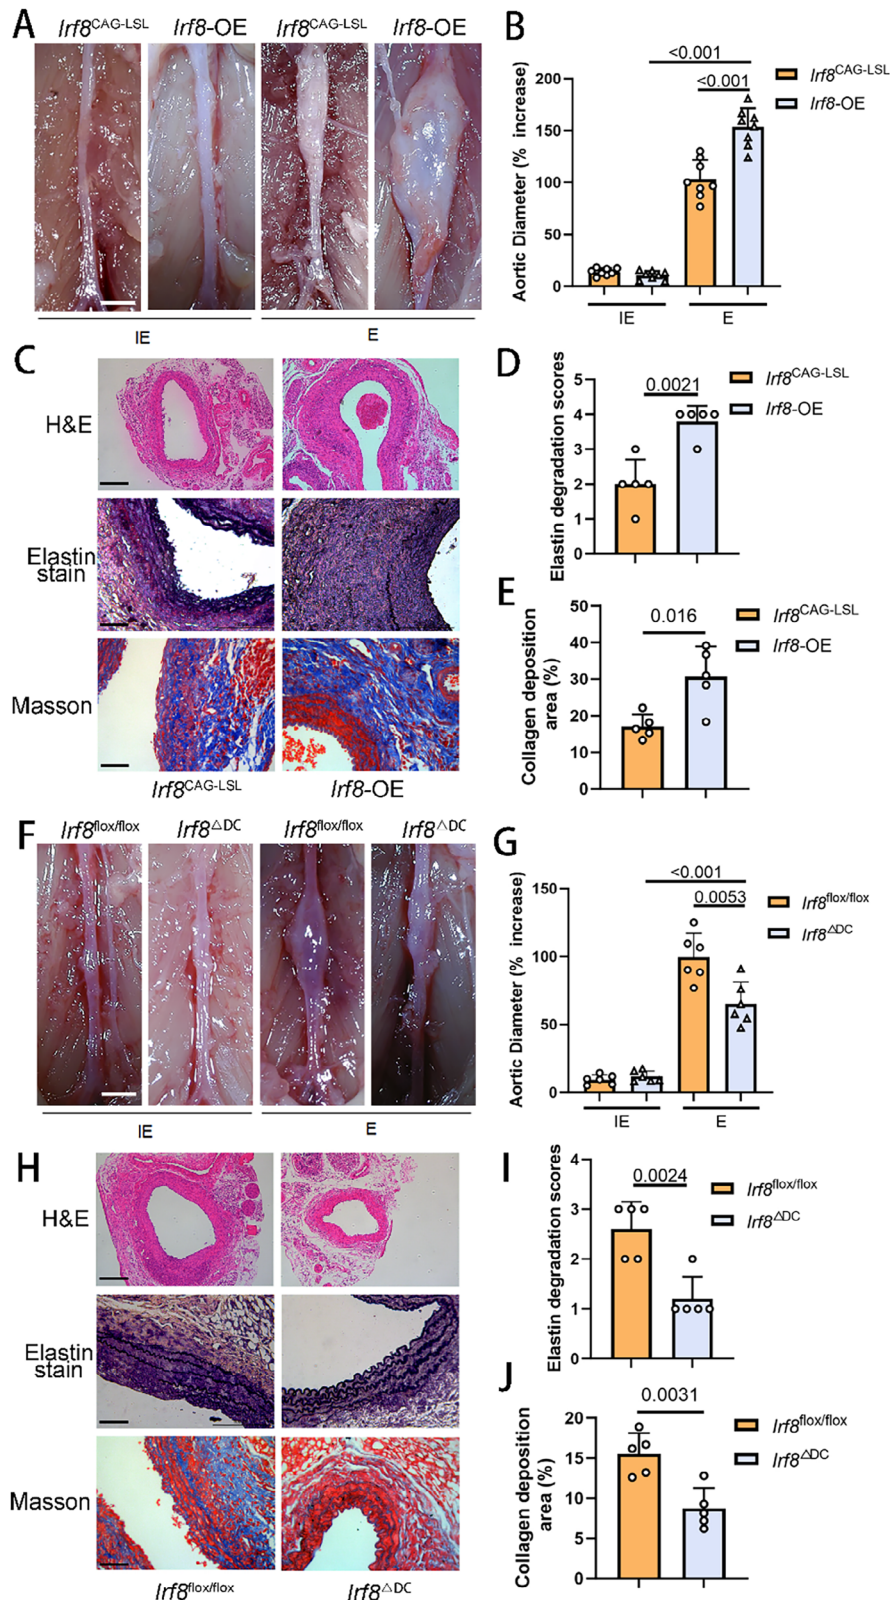 A
Irf8CAG-LSL Irf8-OE Irf8CAG-LSL Irf8-OE
IE E
B
<0.001
<0.001
Irf8CAG-LSL
Irf8-OE
Aortic Diameter (% increase)
200
150
100
50
0
IE E
C
H&E
Elastin
stain
Masson
Irf8CAG-LSL Irf8-OE
D
0.0021
Irf8CAG-LSL
Irf8-OE
Elastin degradation scores
5
4
3
2
1
0
E
0.016
Irf8CAG-LSL
Irf8-OE
Collagen deposition
area (%)
50
40
30
20
10
0
F
Irf8flox/flox Irf8△DC Irf8flox/flox Irf8△DC
IE E
G
<0.001
0.0053
Irf8flox/flox
Irf8△DC
Aortic Diameter (% increase)
150
100
50
0
IE E
H
H&E
Elastin
stain
Masson
Irf8flox/flox Irf8△DC
I
0.0024
Irf8flox/flox
Irf8△DC
Elastin degradation scores
4
3
2
1
0
J
0.0031
Irf8flox/flox
Irf8△DC
Collagen deposition
area (%)
20
15
10
5
0